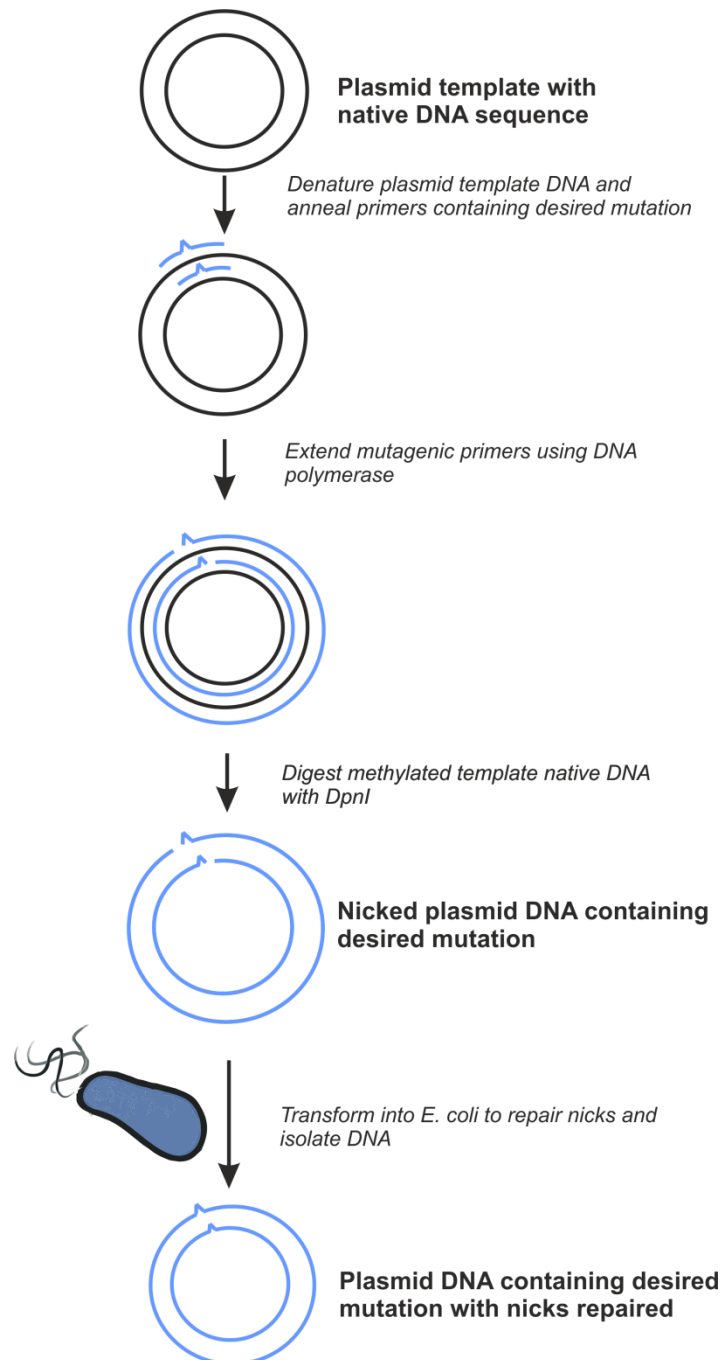 Plasmid template with
native DNA sequence
Denature plasmid template DNA and
anneal primers containing desired mutation
Extend mutagenic primers using DNA
polymerase
Digest methylated template native DNA
with DpnI
Nicked plasmid DNA containing
desired mutation
Transform into E. coli to repair nicks and
isolate DNA
Plasmid DNA containing desired
mutation with nicks repaired